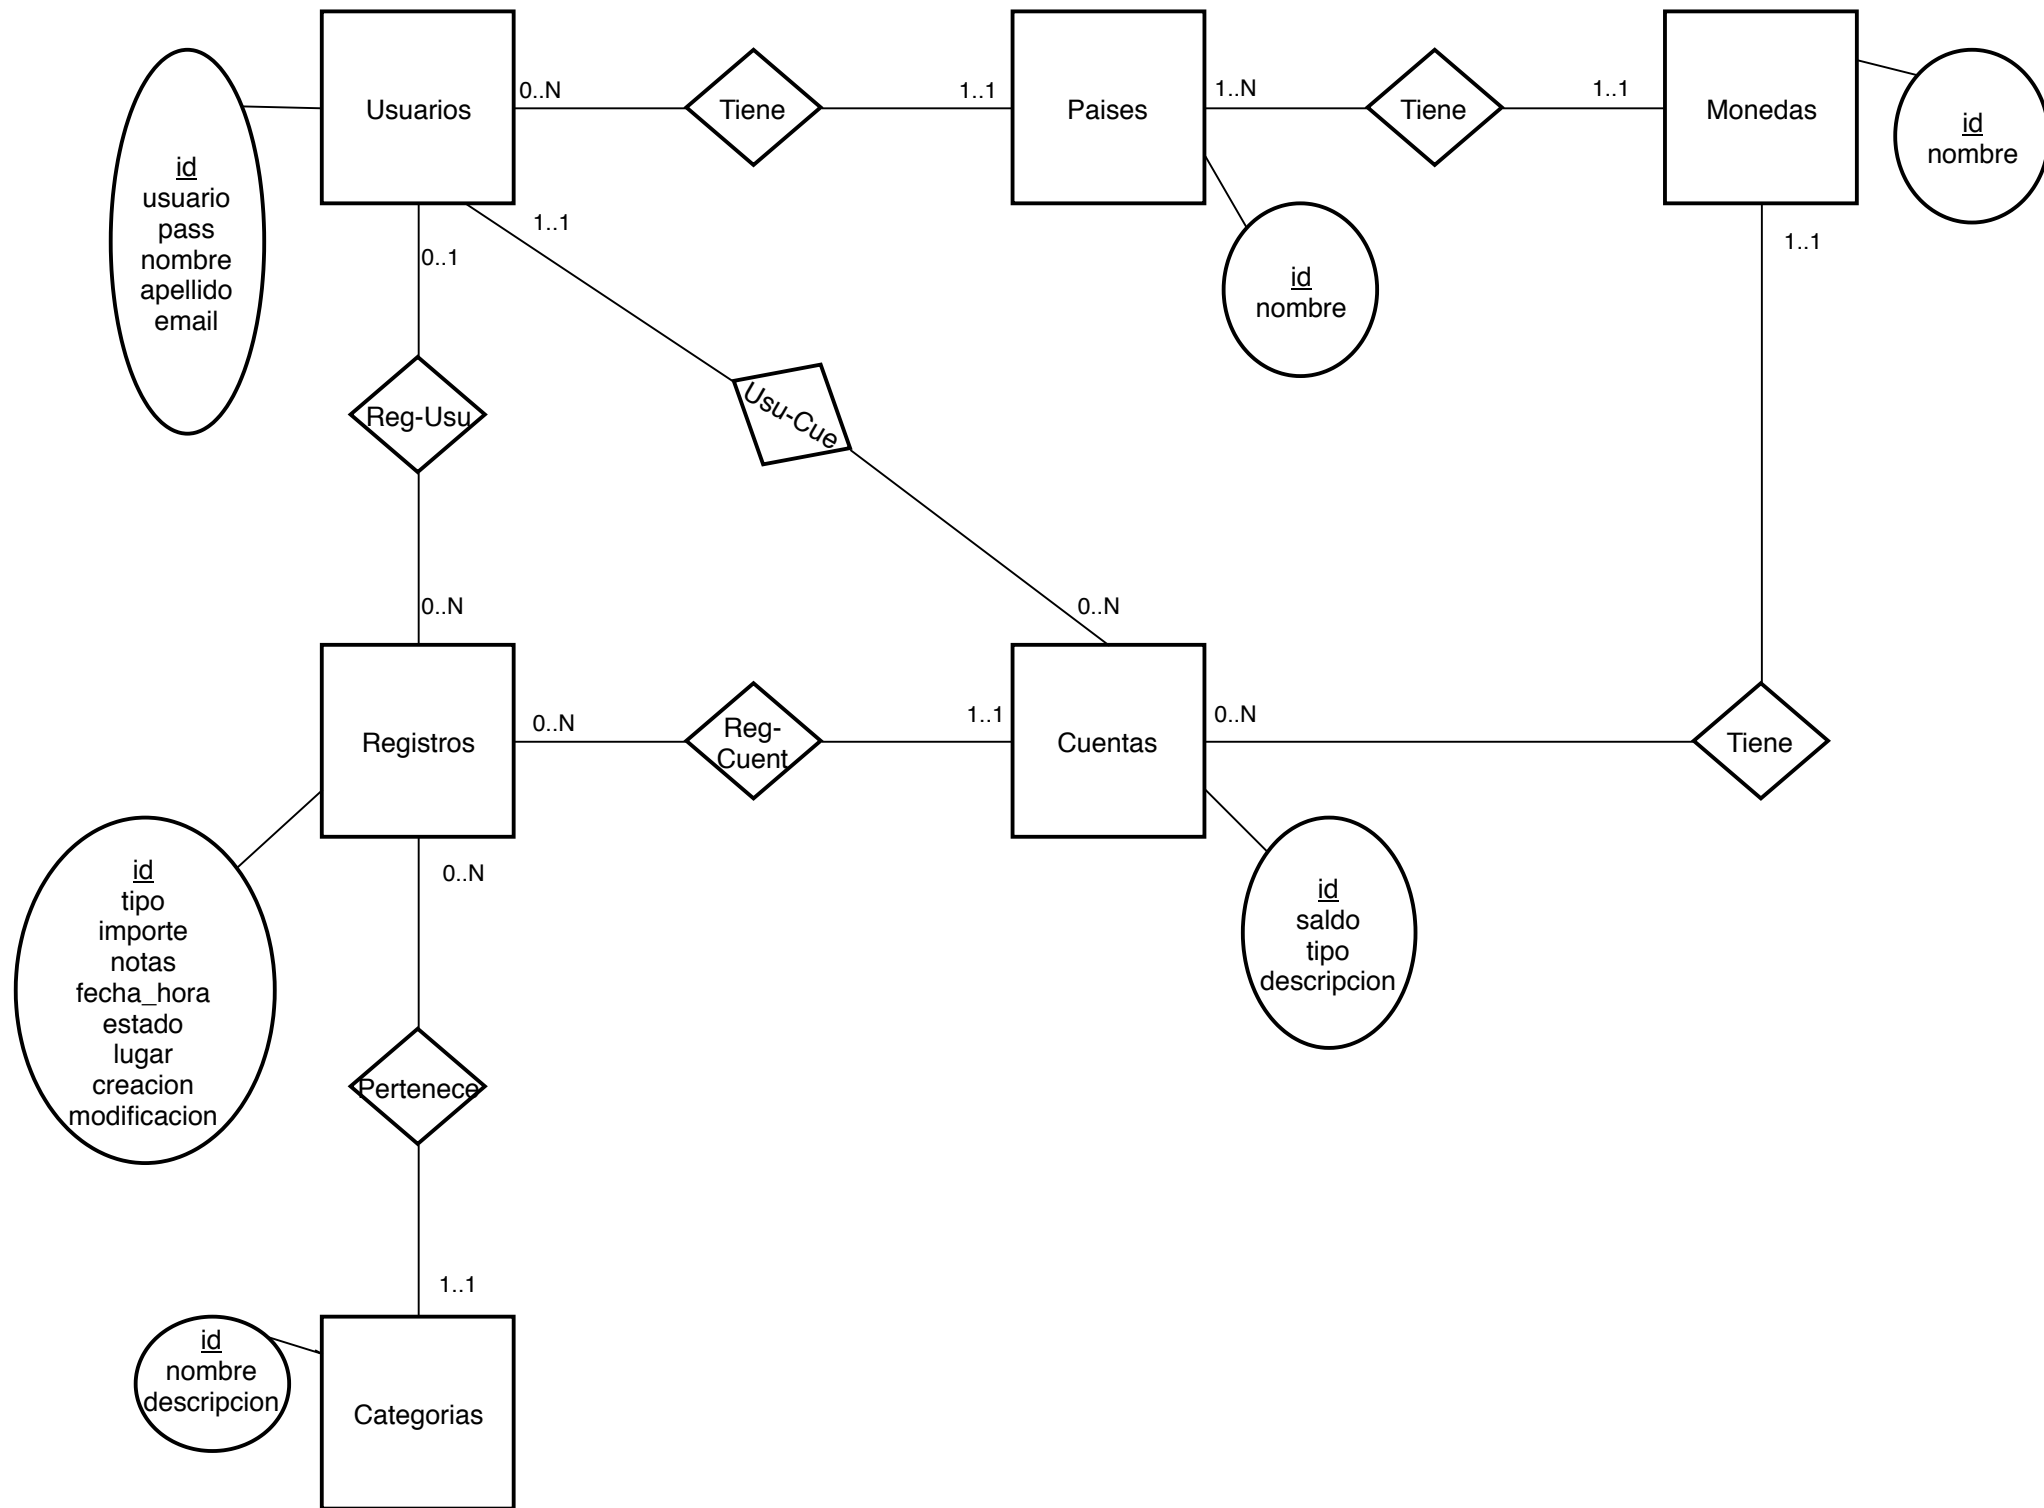 Usuarios
0..N
Tiene
1..1
Paises
1..N
Tiene
1..1
Monedas
id
nombre
id
usuario
pass
nombre
apellido
email
1..1
0..1
1..1
id
nombre
Reg-Usu
Usu-Cue
0..N
0..N
Registros
0..N
Reg-
Cuent
1..1
Cuentas
0..N
Tiene
id
tipo
importe
notas
fecha_hora
estado
lugar
creacion
modificacion
0..N
id
saldo
tipo
descripcion
Pertenece
1..1
id
nombre
descripcion
Categorias